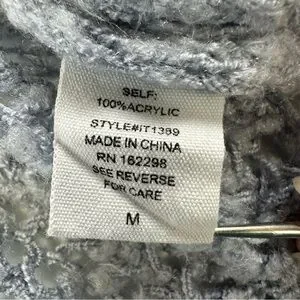 SELF:
100%ACRYLIC
STYLE#IT1389
MADE IN CHINA
RN 162298
SEE REVERSE
FOR CARE
M